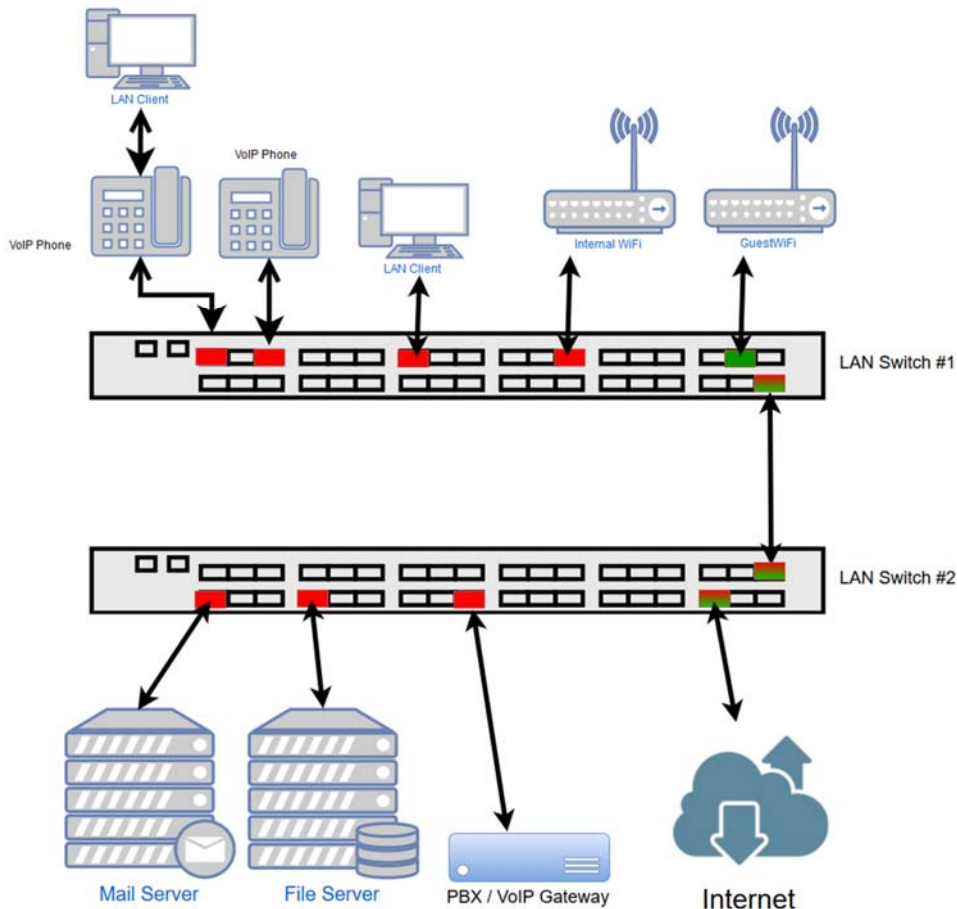 LAN Client
VoIP Phone
VoIP Phone
LAN Client
Internal WiFi
GuestWiFi
LAN Switch #1
LAN Switch #2
Mail Server
File Server
PBX / VoIP Gateway
Internet